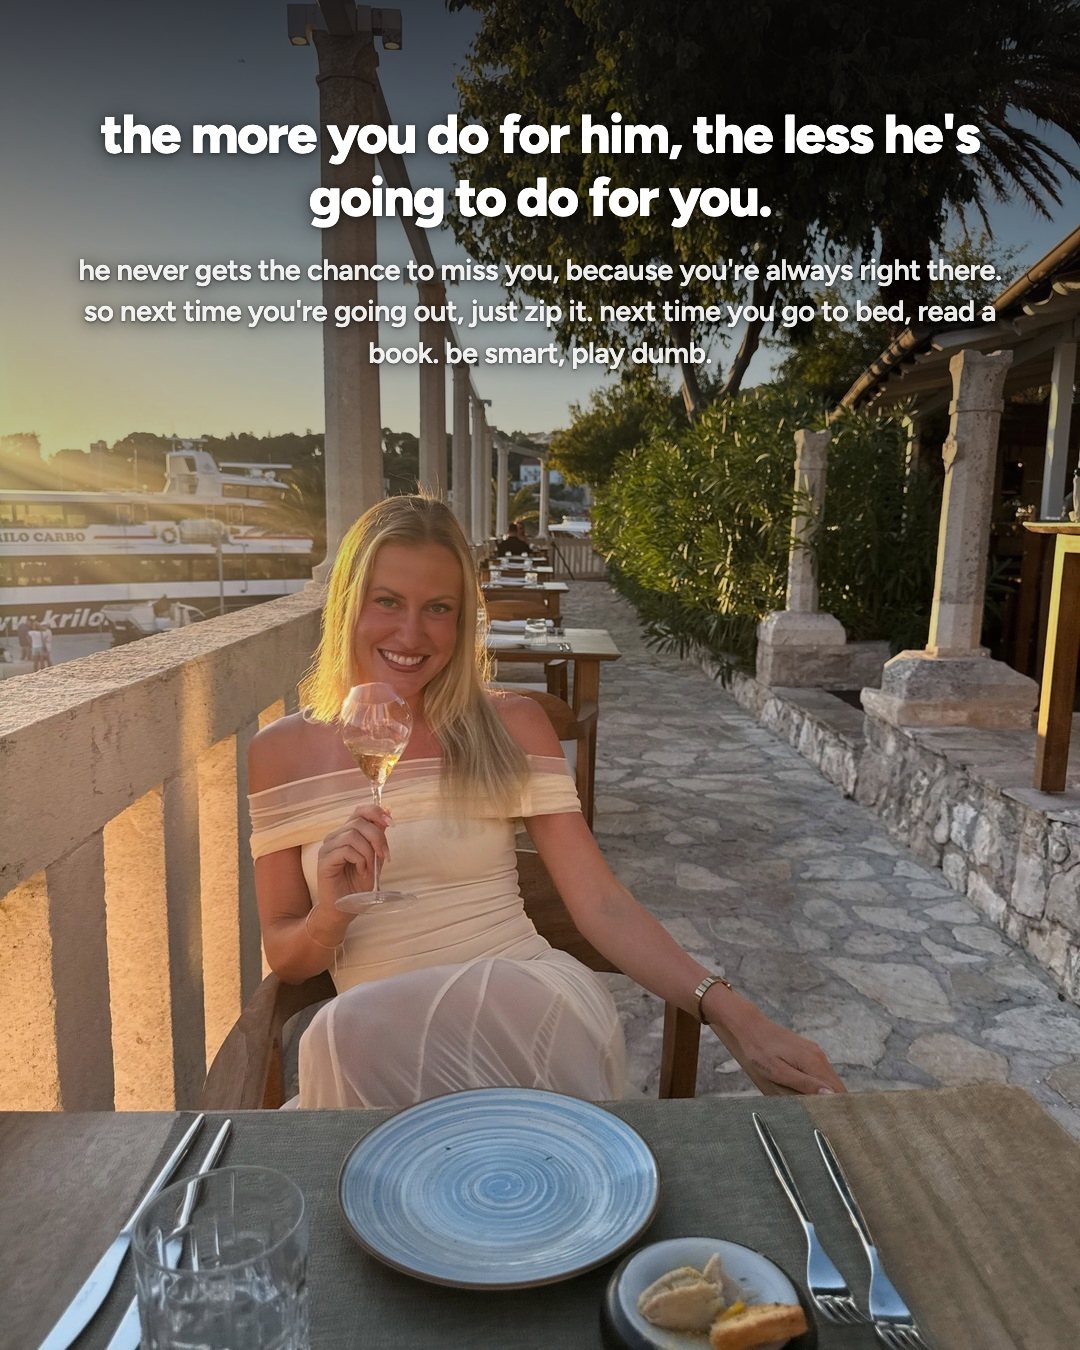 the more you do for him, the less he's
going to do for you.
he never gets the chance to miss you, because you're always right there.
so next time you're going out, just zip it. next time you go to bed, read a
book. be smart, play dumb.
ILO CARBO
krilo